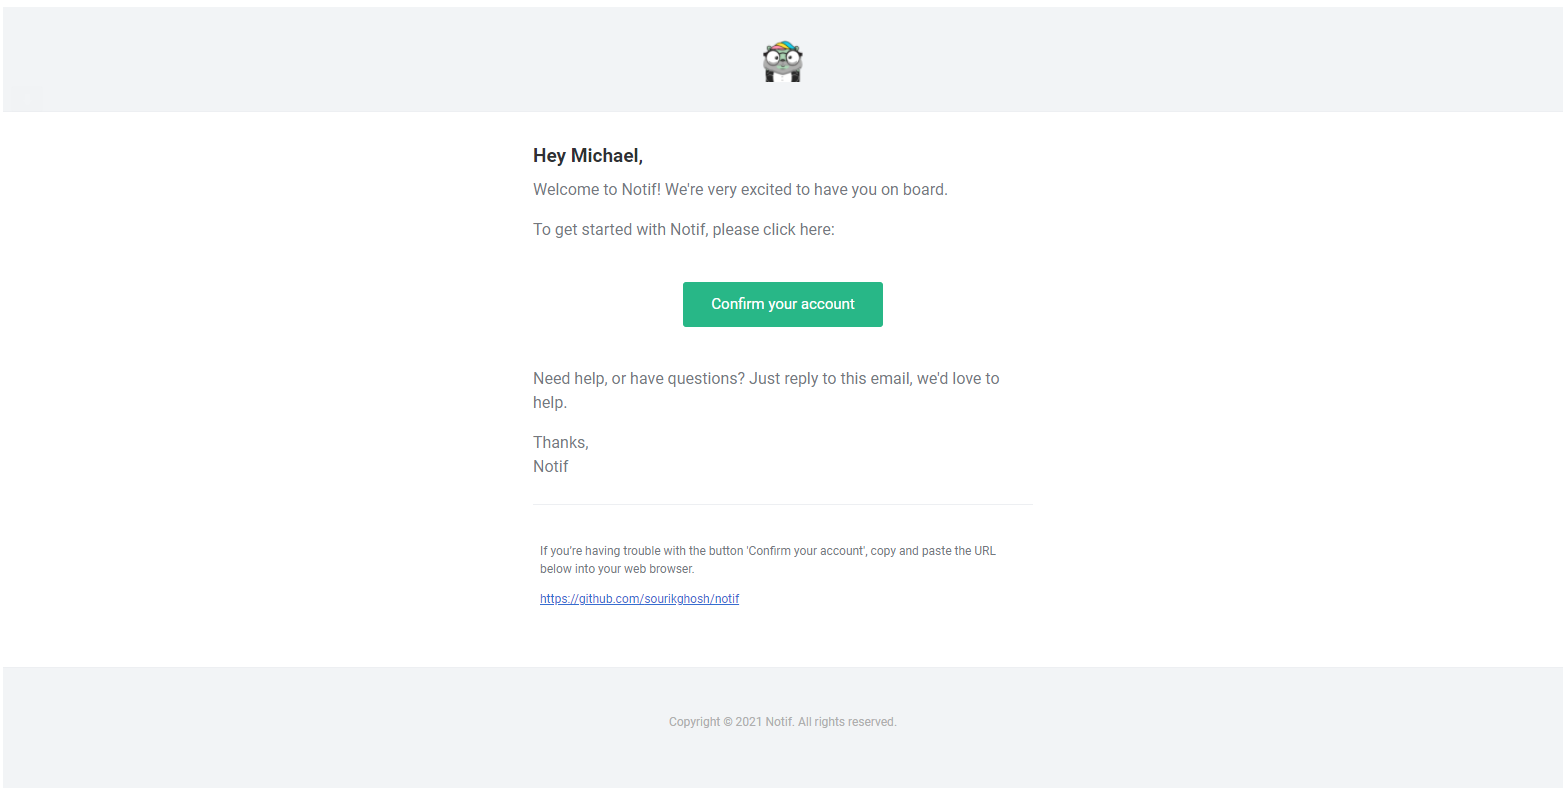 Hey Michael,
Welcome to Notif! We're very excited to have you on board.
To get started with Notif, please click here:
Confirm your account
Need help, or have questions? Just reply to this email, we'd love to
help.
Thanks,
Notif
If you're having trouble with the button 'Confirm your account', copy and paste the URL
below into your web browser.
https://github.com/sourikghosh/notif
Copyright © 2021 Notif. All rights reserved.